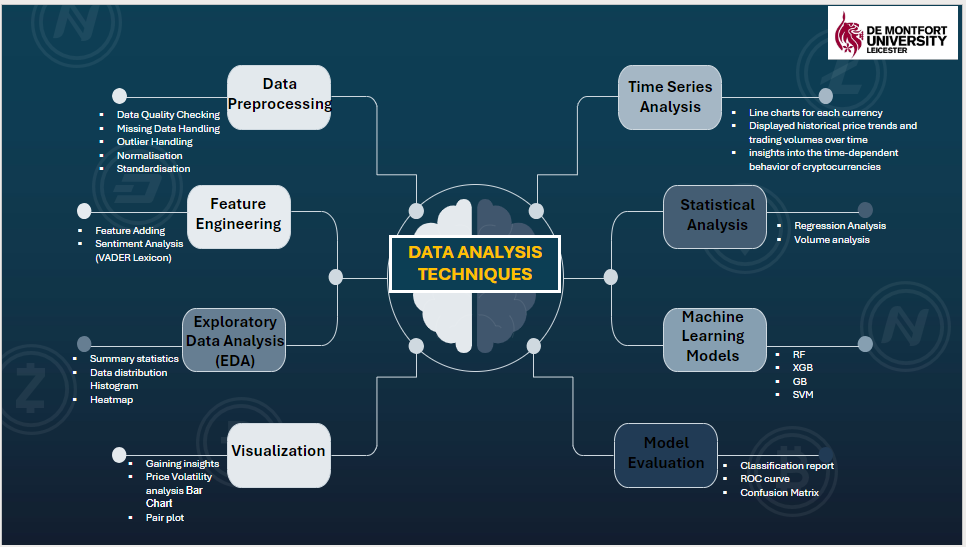 DE MONTFORT
UNIVERSITY
LEICESTER
DATA ANALYSIS
TECHNIQUES
Data
Preprocessing
Data Quality Checking
Missing Data Handling
Outlier Handling
Normalisation
Standardisation
Feature
Engineering
Feature Adding
Sentiment Analysis
(VADER Lexicon)
Exploratory
Data Analysis
(EDA)
Summary statistics
Data distribution
Histogram
Heatmap
Visualization
Gaining insights
Price Volatility
analysis Bar
Chart
Pair plot
Time Series
Analysis
Line charts for each currency
Displayed historical price trends and
trading volumes over time
insights into the time-dependent
behavior of cryptocurrencies
Statistical
Analysis
Regression Analysis
Volume analysis
Machine
Learning
Models
RF
XGB
GB
SVM
Model
Evaluation
Classification report
ROC curve
Confusion Matrix